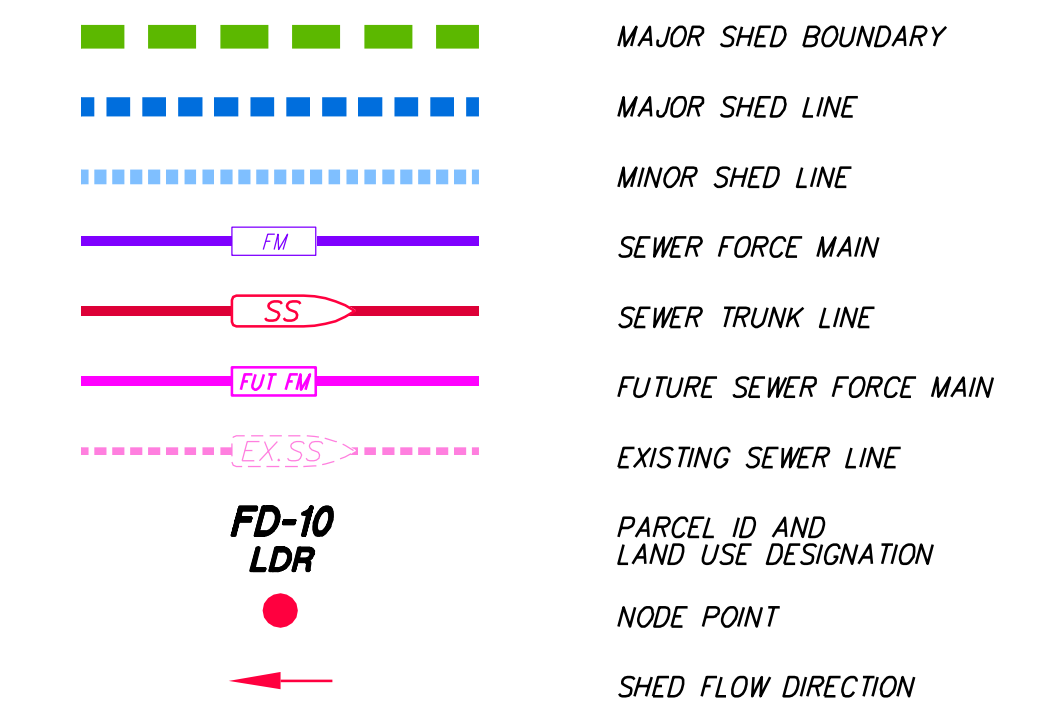 MAJOR SHED BOUNDARY
MAJOR SHED LINE
MINOR SHED LINE
FM SEWER FORCE MAIN
SS SEWER TRUNK LINE
FUT FM FUTURE SEWER FORCE MAIN
EX.SS EXISTING SEWER LINE
FD-10
LDR
PARCEL ID AND
LAND USE DESIGNATION
NODE POINT
SHED FLOW DIRECTION